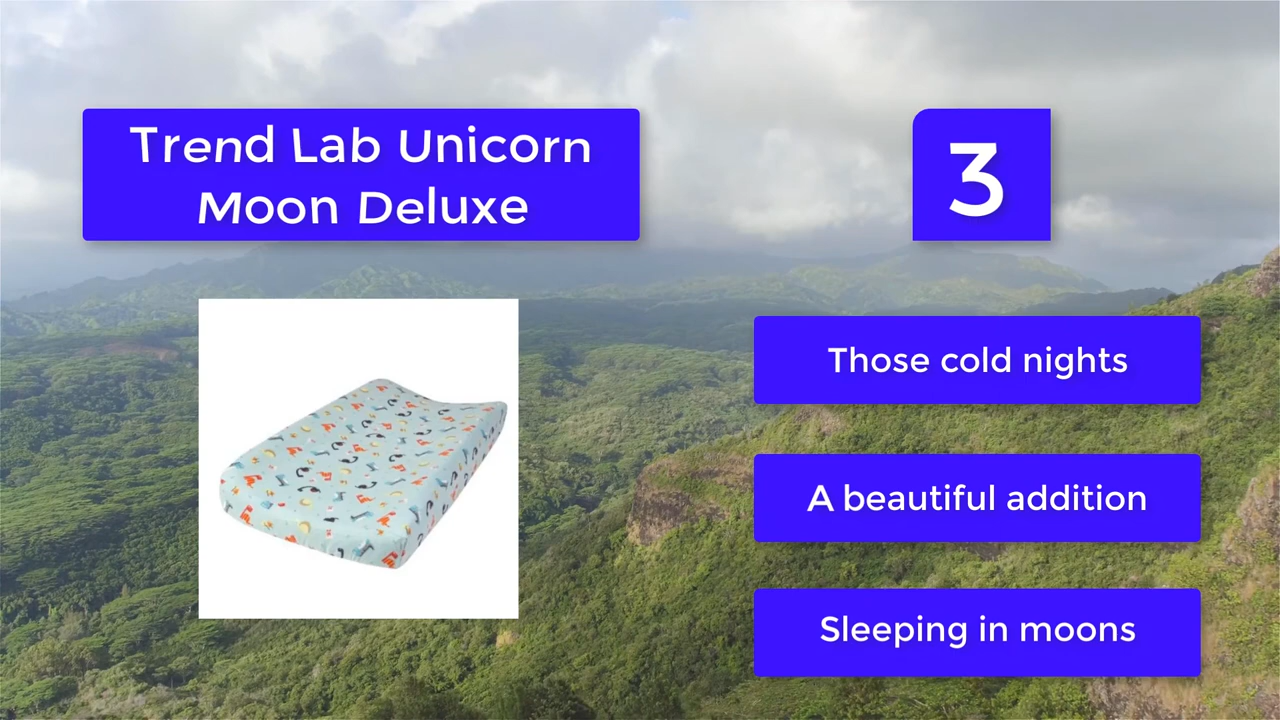 Trend Lab Unicorn
Moon Deluxe
3
Those cold nights
A beautiful addition
Sleeping in moons